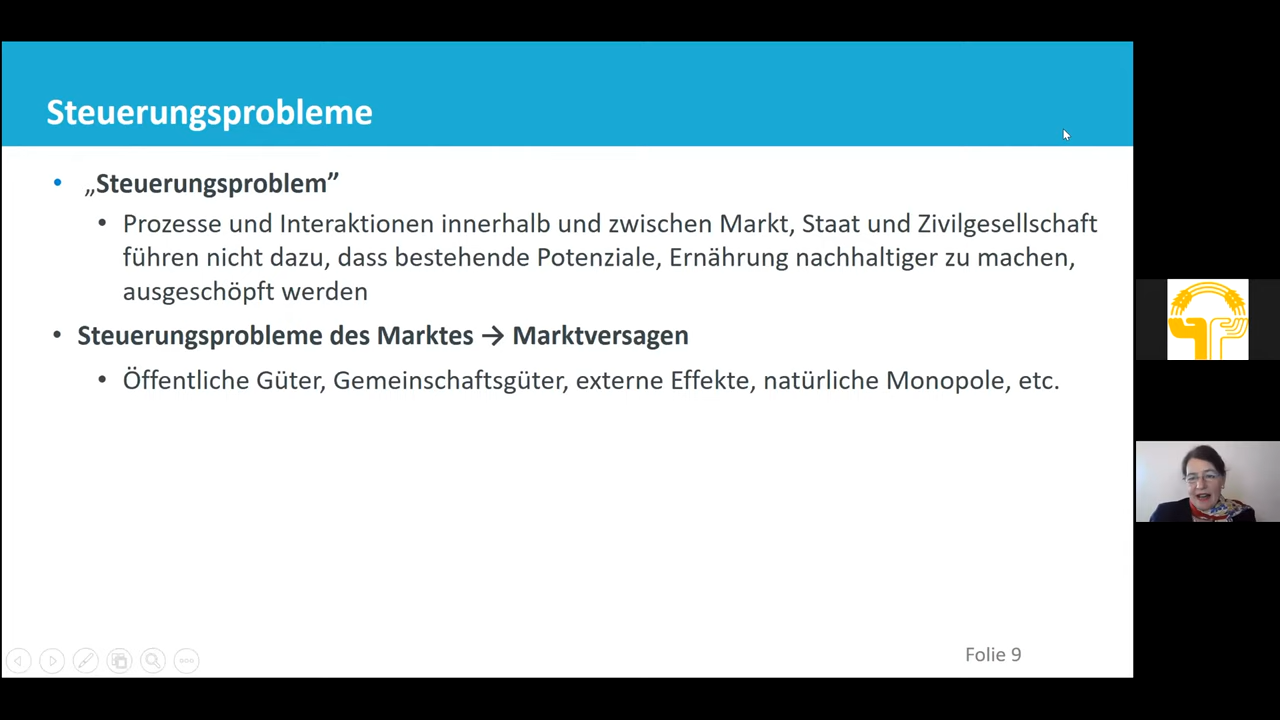 Steuerungsprobleme
• „Steuerungsproblem”
• Prozesse und Interaktionen innerhalb und zwischen Markt, Staat und Zivilgesellschaft
führen nicht dazu, dass bestehende Potenziale, Ernährung nachhaltiger zu machen,
ausgeschöpft werden
• Steuerungsprobleme des Marktes → Marktversagen
• Öffentliche Güter, Gemeinschaftsgüter, externe Effekte, natürliche Monopole, etc.
Folie 9